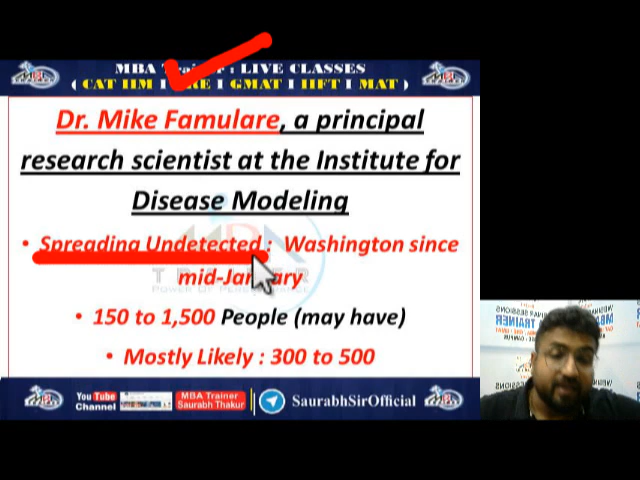 MBA Trainer : LIVE CLASSES
( CAT IIM I GRE I GMAT I IIFT I MAT )
Dr. Mike Famulare, a principal
research scientist at the Institute for
Disease Modeling
• Spreading Undetected : Washington since
mid-January
• 150 to 1,500 People (may have)
• Mostly Likely : 300 to 500
You Tube
Channel
MBA Trainer
Saurabh Thakur
SaurabhSirOfficial